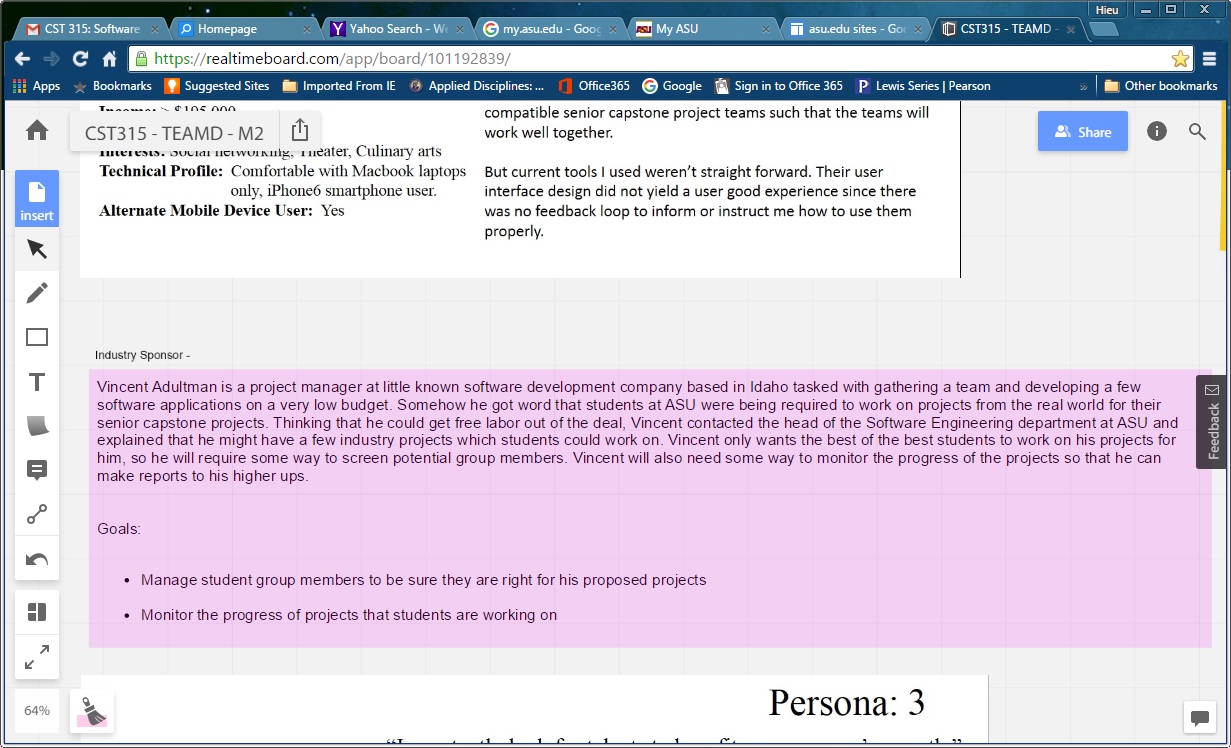 Hieu
CST 315: Software
Homepage
Yahoo Search - We
my.asu.edu - Goog
My ASU
asu.edu sites - Goo
CST315 - TEAMD -
https://realtimeboard.com/app/board/101192839/
Apps
Bookmarks
Suggested Sites
Imported From IE
Applied Disciplines: ...
Office365
Google
Sign in to Office 365
Lewis Series | Pearson
»
Other bookmarks
CST315 - TEAMD - M2
Share
insert
Income: > $195,000
Interests: Social networking, Theater, Culinary arts
Technical Profile: Comfortable with Macbook laptops
only, iPhone6 smartphone user.
Alternate Mobile Device User: Yes
compatible senior capstone project teams such that the teams will
work well together.
But current tools I used weren't straight forward. Their user
interface design did not yield a user good experience since there
was no feedback loop to inform or instruct me how to use them
properly.
Industry Sponsor -
Vincent Adultman is a project manager at little known software development company based in Idaho tasked with gathering a team and developing a few
software applications on a very low budget. Somehow he got word that students at ASU were being required to work on projects from the real world for their
senior capstone projects. Thinking that he could get free labor out of the deal, Vincent contacted the head of the Software Engineering department at ASU and
explained that he might have a few industry projects which students could work on. Vincent only wants the best of the best students to work on his projects for
him, so he will require some way to screen potential group members. Vincent will also need some way to monitor the progress of the projects so that he can
make reports to his higher ups.
Goals:
• Manage student group members to be sure they are right for his proposed projects
• Monitor the progress of projects that students are working on
Feedback
64%
Persona: 3